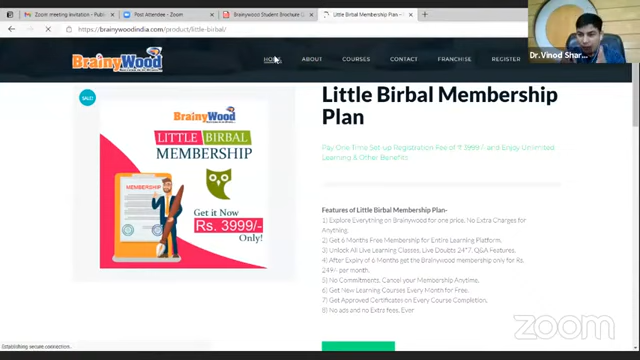 Zoom meeting invitation - Publi
Post Attendee - Zoom
Brainywood Student Brochure (
Little Birbal Membership Plan –
https://brainywoodindia.com/product/little-birbal/
Dr.Vinod Shar...
BrainyWood
HOME
ABOUT
COURSES
CONTACT
FRANCHISE
REGISTER
SALE!
BrainyWood
LITTLE BIRBAL
MEMBERSHIP
MEMBERSHIP
Get it Now
Rs. 3999/-
Only!
Little Birbal Membership
Plan
Pay One Time Set up Registration Fee of ₹ 3999 /- and Enjoy Unlimited
Learning & Other Benefits
Features of Little Birbal Membership Plan-
1) Explore Everything on Brainywood for one price. No Extra Charges for
Anything.
2) Get 6 Months Free Membership for Entire Learning Platform.
3) Unlock All Live Learning Classes, Live Doubts 24*7, Q&A Features.
4) After Expiry of 6 Months get the Brainywood membership only for Rs.
249/- per month.
5) No Commitments, Cancel your Membership Anytime.
6) Get New Learning Courses Every Month for Free.
7) Get Approved Certificates on Every Course Completion.
8) No ads and no Extra fees, Ever
zoom
Establishing secure connection...